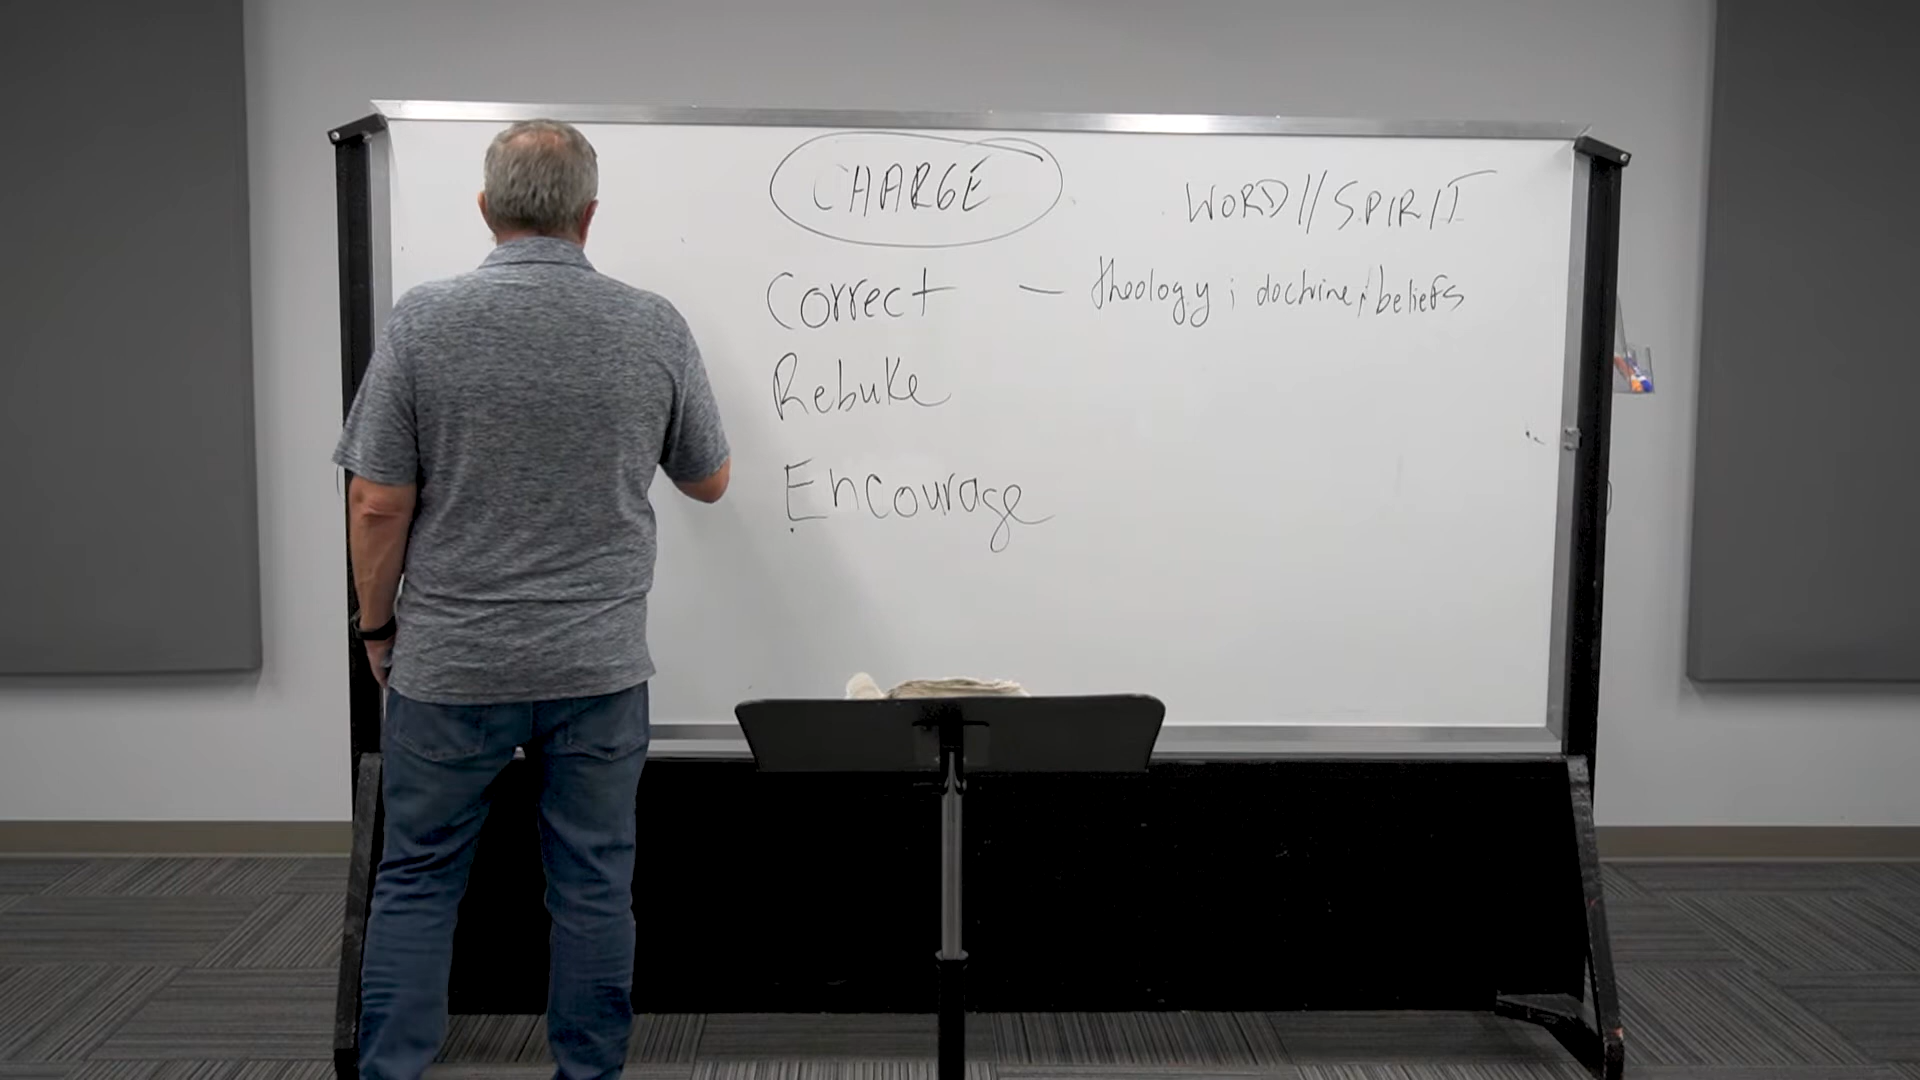 CHARGE
WORD//SPIRIT
Correct — theology; doctrine; beliefs
Rebuke
Encourage